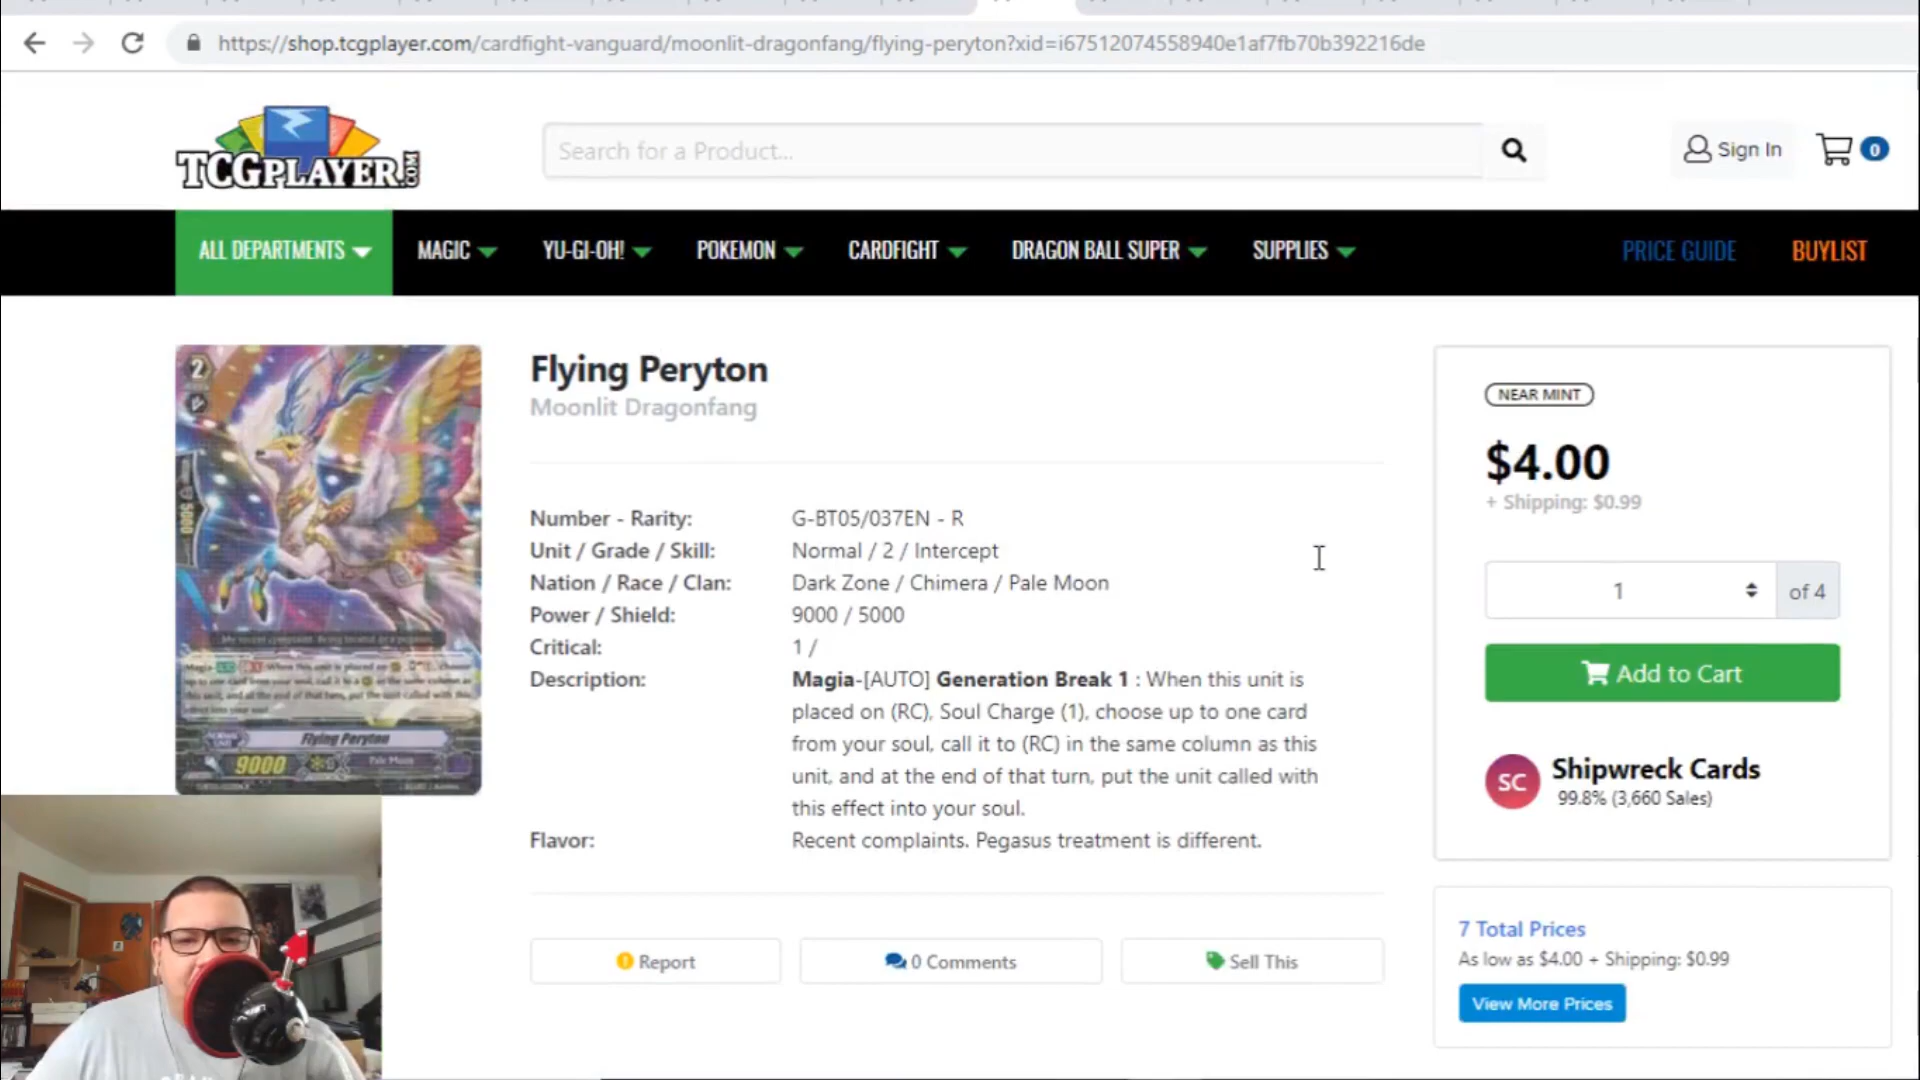 https://shop.tcgplayer.com/cardfight-vanguard/moonlit-dragonfang/flying-peryton?xid=i67512074558940e1af7fb70b392216de
TCGPLAYER.COM
Search for a Product...
Sign In
0
ALL DEPARTMENTS
MAGIC
YU-GI-OH!
POKEMON
CARDFIGHT
DRAGON BALL SUPER
SUPPLIES
PRICE GUIDE
BUYLIST
2
5000
Flying Peryton
9000
Pale Moon
Flying Peryton
Moonlit Dragonfang
Number - Rarity: G-BT05/037EN - R
Unit / Grade / Skill: Normal / 2 / Intercept
Nation / Race / Clan: Dark Zone / Chimera / Pale Moon
Power / Shield: 9000 / 5000
Critical: 1 /
Description: Magia-[AUTO] Generation Break 1 : When this unit is
placed on (RC), Soul Charge (1), choose up to one card
from your soul, call it to (RC) in the same column as this
unit, and at the end of that turn, put the unit called with
this effect into your soul.
Flavor: Recent complaints. Pegasus treatment is different.
Report
0 Comments
Sell This
NEAR MINT
$4.00
+ Shipping: $0.99
1 of 4
Add to Cart
SC
Shipwreck Cards
99.8% (3,660 Sales)
7 Total Prices
As low as $4.00 + Shipping: $0.99
View More Prices